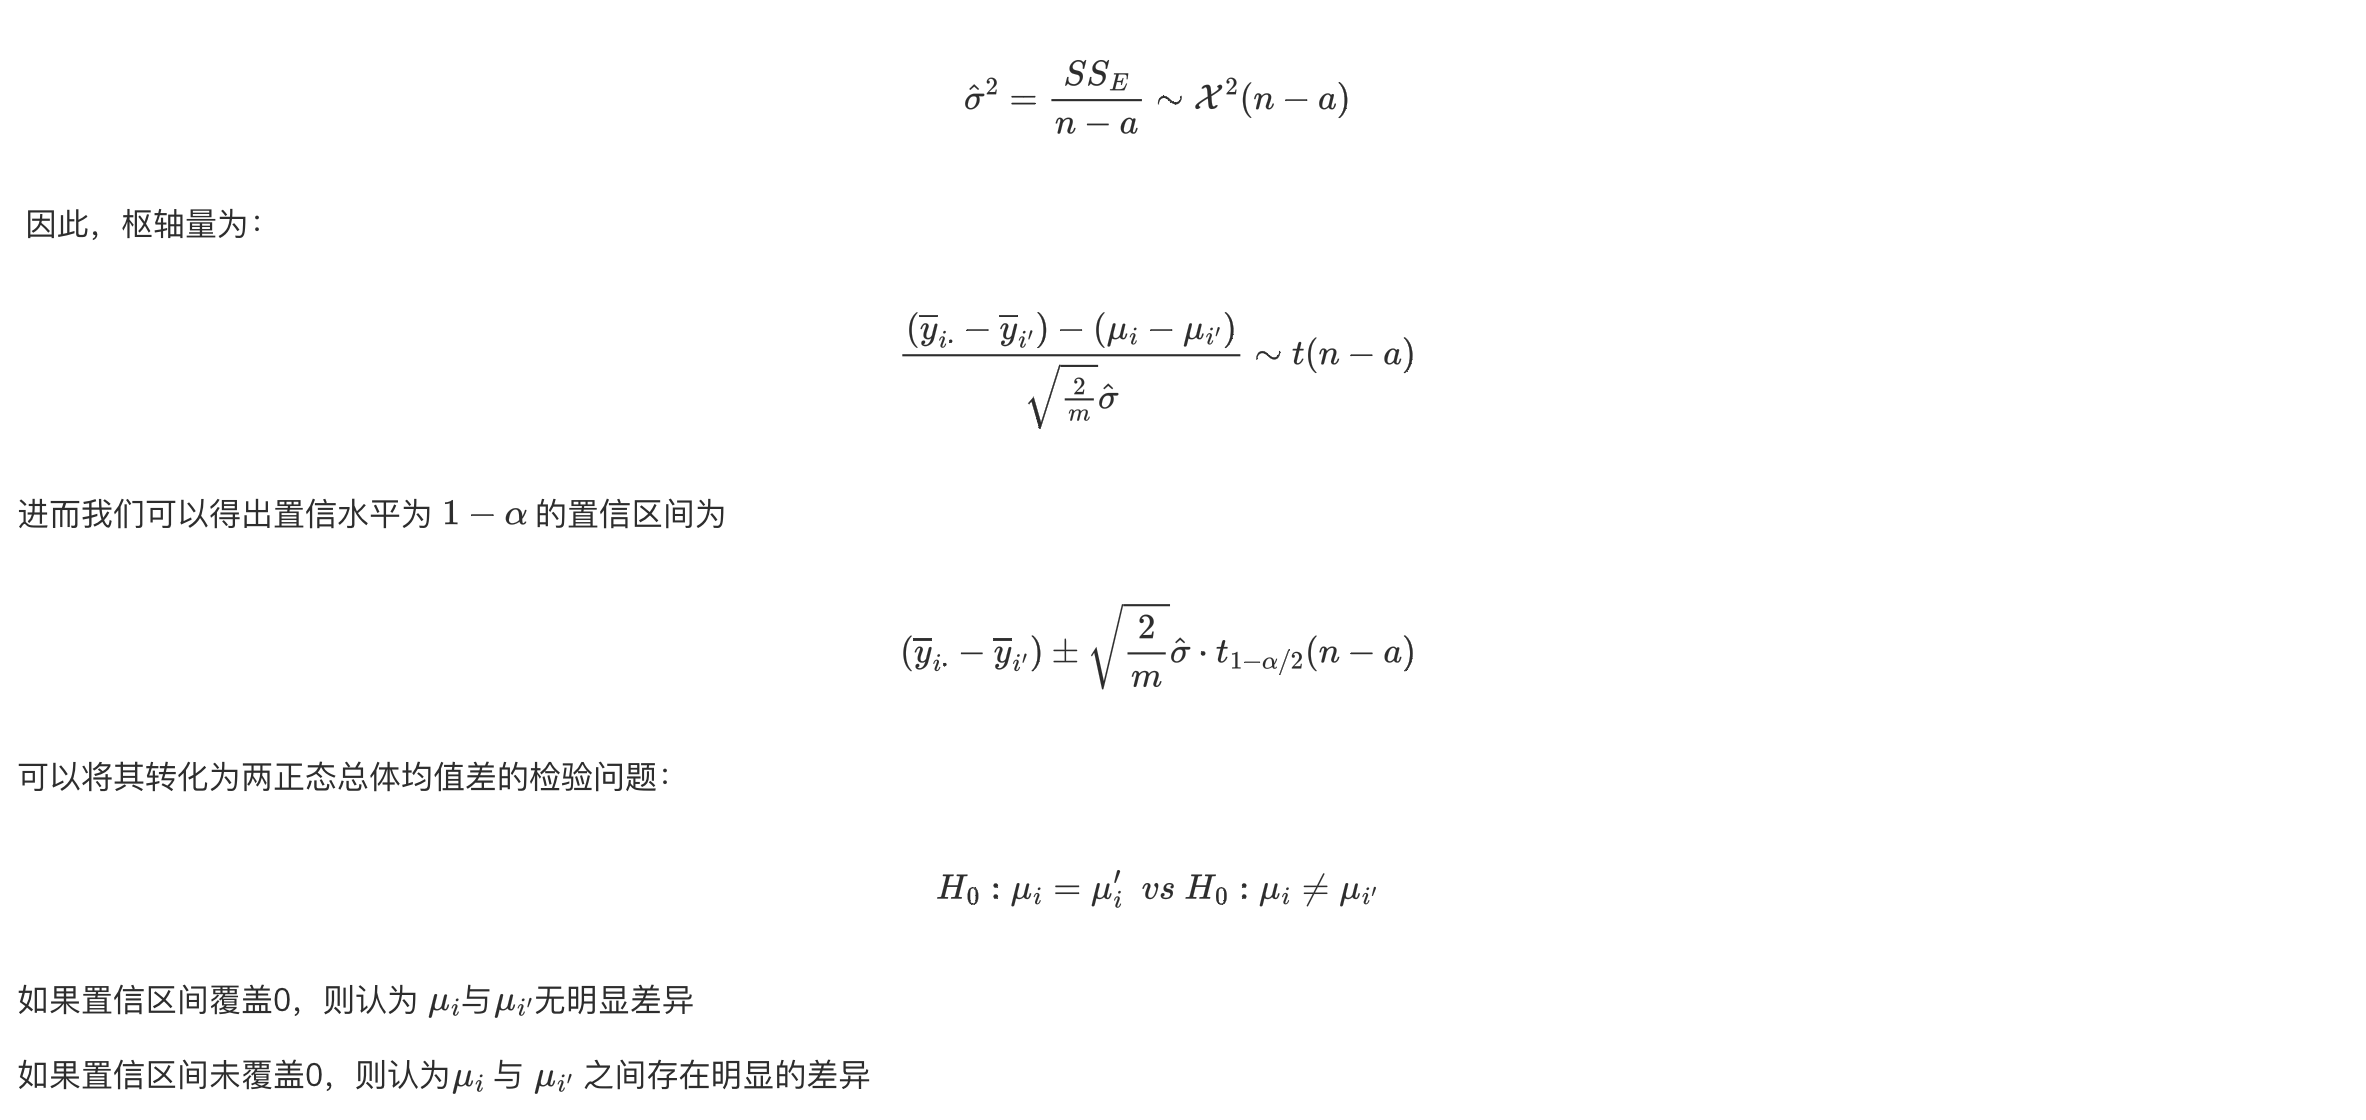 $\hat{\sigma}^2 = \frac{SS_E}{n-a} \sim \mathcal{X}^2(n-a)$
因此，枢轴量为：
$\frac{(\overline{y}_{i.} - \overline{y}_{i'}) - (\mu_i - \mu_{i'})}{\sqrt{\frac{2}{m}}\hat{\sigma}} \sim t(n-a)$
进而我们可以得出置信水平为 $1-\alpha$ 的置信区间为
$(\overline{y}_{i.} - \overline{y}_{i'}) \pm \sqrt{\frac{2}{m}}\hat{\sigma} \cdot t_{1-\alpha/2}(n-a)$
可以将其转化为两正态总体均值差的检验问题：
$H_0 : \mu_i = \mu_i' \ vs \ H_0 : \mu_i \neq \mu_{i'}$
如果置信区间覆盖0，则认为 $\mu_i$与$\mu_{i'}$无明显差异
如果置信区间未覆盖0，则认为$\mu_i$ 与 $\mu_{i'}$ 之间存在明显的差异